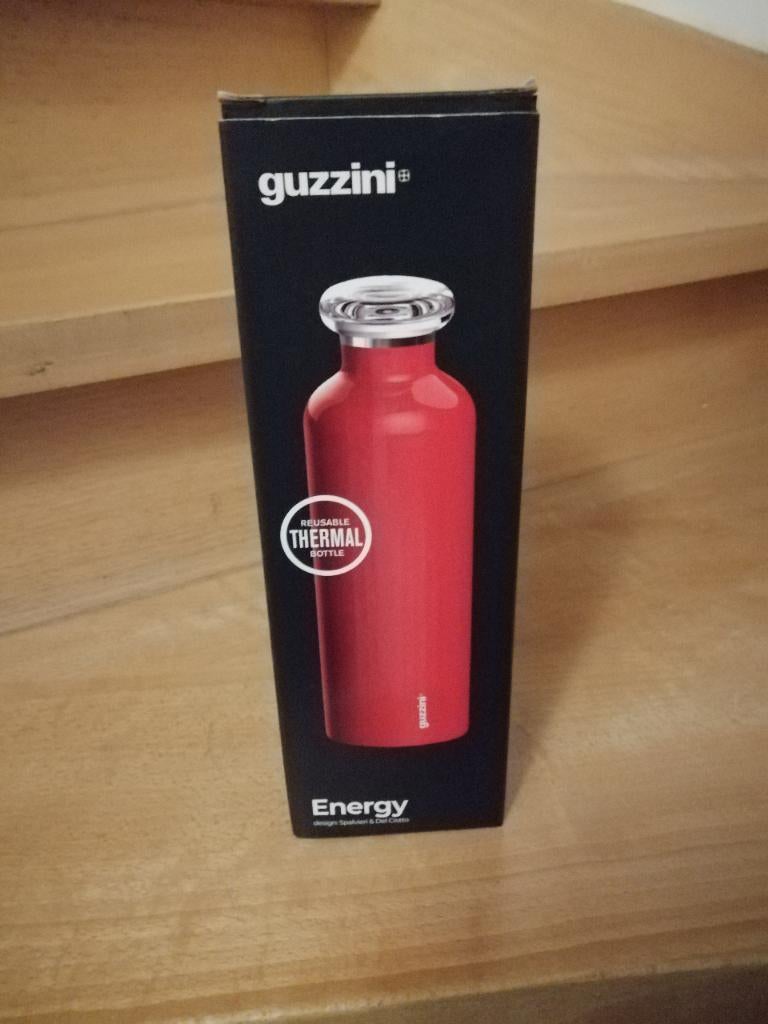 guzzini
REUSABLE
THERMAL
BOTTLE
guzzini
Energy
design: Spalvieri & Del Ciotto